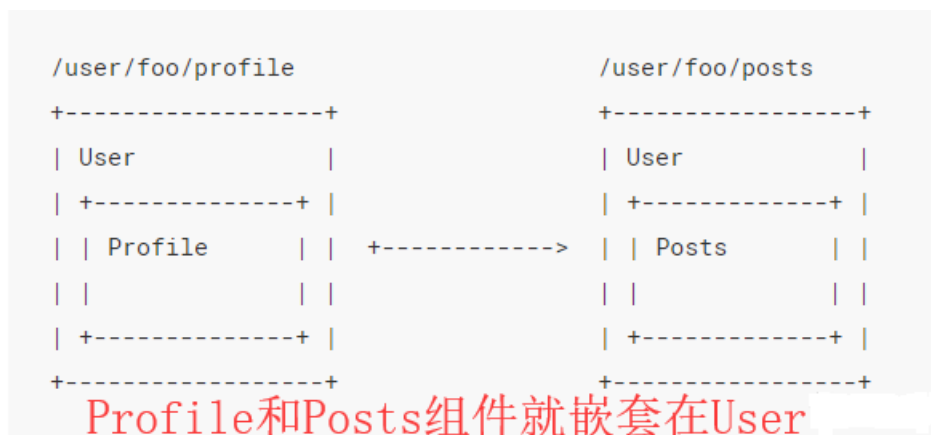 /user/foo/profile                     /user/foo/posts
+------------------+                  +-----------------+
| User             |                  | User            |
| +--------------+ |                  | +-------------+ |
| | Profile      | |  +------------>  | | Posts       | |
| |              | |                  | |             | |
| +--------------+ |                  | +-------------+ |
+------------------+                  +-----------------+
Profile和Posts组件就嵌套在User